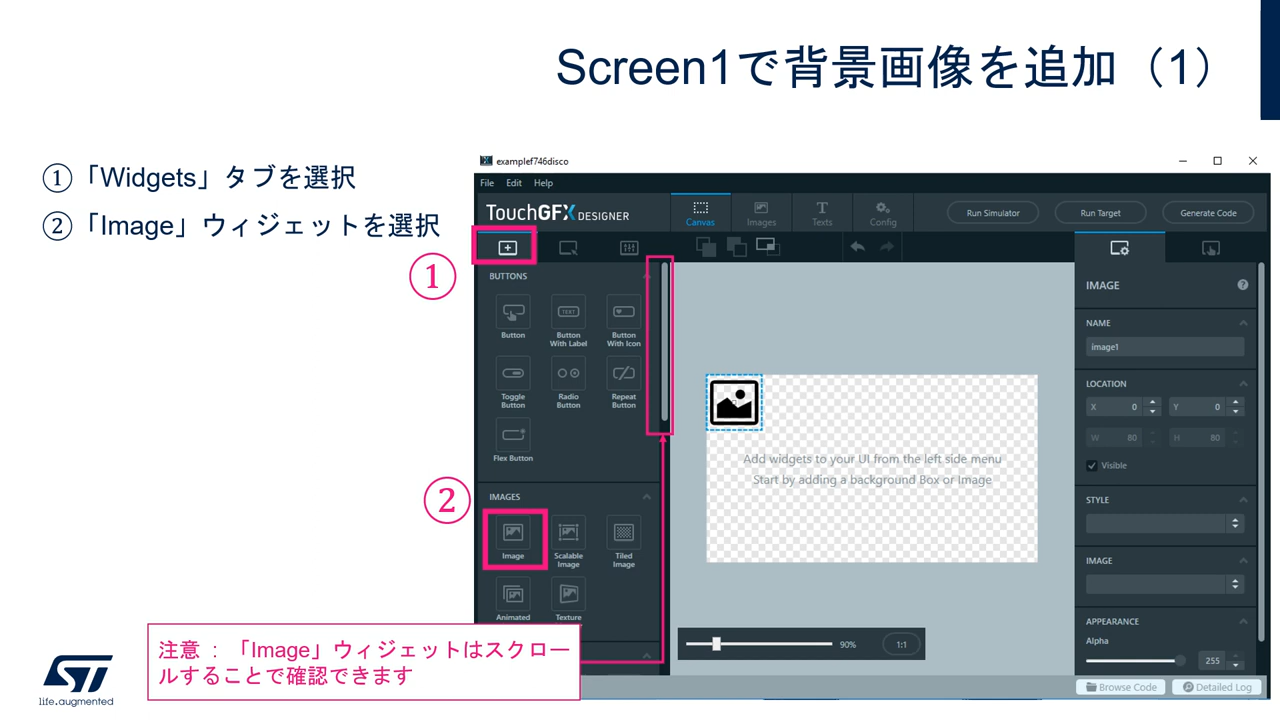 Screen1で背景画像を追加（1）
①「Widgets」タブを選択
②「Image」ウィジェットを選択
①
②
examplef746disco
File Edit Help
TouchGFX DESIGNER
Canvas Images Texts Config
Run Simulator Run Target Generate Code
BUTTONS
Button
Button With Label
Button With Icon
TEXT
Toggle Button
Radio Button
Repeat Button
Flex Button
IMAGES
Image
Scalable Image
Tiled Image
Animated
Texture
Add widgets to your UI from the left side menu
Start by adding a background Box or Image
90% 1:1
IMAGE
NAME
image1
LOCATION
X 0 Y 0
W 80 H 80
Visible
STYLE
IMAGE
APPEARANCE
Alpha
255
Browse Code Detailed Log
注意 : 「Image」ウィジェットはスクロー
ルすることで確認できます
ST
life.augmented